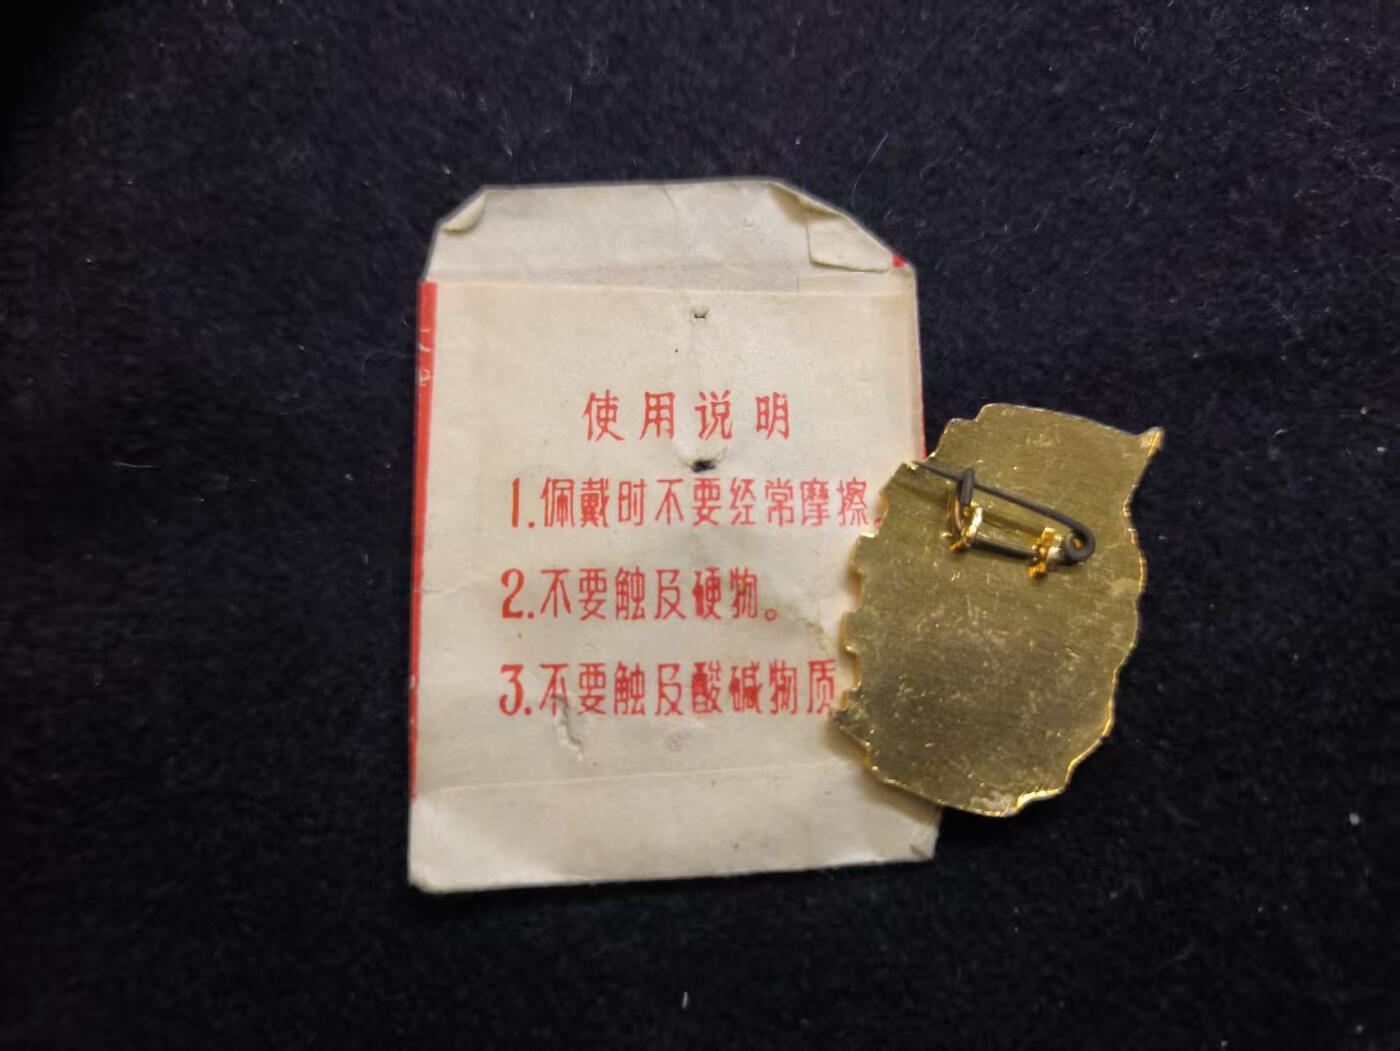 使用说明
1.佩戴时不要经常摩擦。
2.不要触及硬物。
3.不要触及酸碱物质